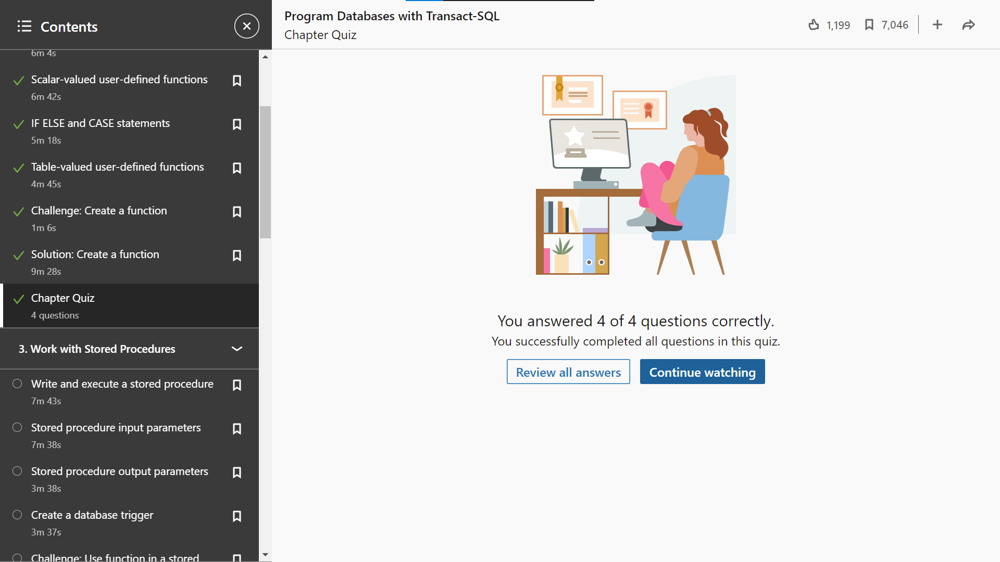 Contents
6m 4s
Scalar-valued user-defined functions
6m 42s
IF ELSE and CASE statements
5m 18s
Table-valued user-defined functions
4m 45s
Challenge: Create a function
1m 6s
Solution: Create a function
9m 28s
Chapter Quiz
4 questions
3. Work with Stored Procedures
Write and execute a stored procedure
7m 43s
Stored procedure input parameters
7m 38s
Stored procedure output parameters
3m 38s
Create a database trigger
3m 37s
Challenge: Use function in a stored
Program Databases with Transact-SQL
Chapter Quiz
1,199
7,046
You answered 4 of 4 questions correctly.
You successfully completed all questions in this quiz.
Review all answers
Continue watching